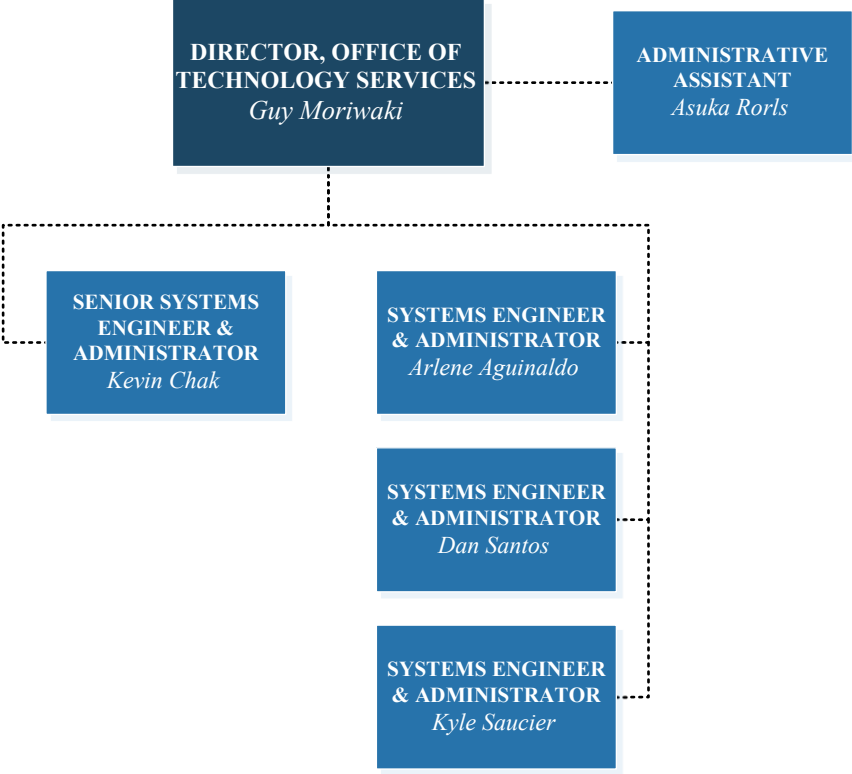 DIRECTOR, OFFICE OF
TECHNOLOGY SERVICES
Guy Moriwaki
ADMINISTRATIVE
ASSISTANT
Asuka Rorls
SENIOR SYSTEMS
ENGINEER &
ADMINISTRATOR
Kevin Chak
SYSTEMS ENGINEER
& ADMINISTRATOR
Arlene Aguinaldo
SYSTEMS ENGINEER
& ADMINISTRATOR
Dan Santos
SYSTEMS ENGINEER
& ADMINISTRATOR
Kyle Saucier